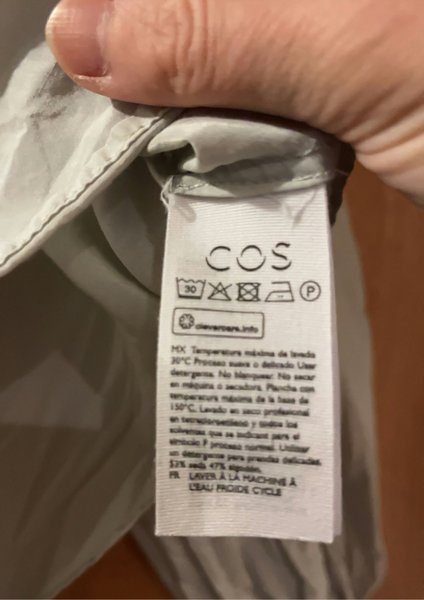 COS
30 P
clevercare.info
MX Temperatura máxima de lavado
30°C Proceso suave o delicado Usar
detergente. No blanquear. No secar
en máquina o secadora. Plancha con
temperatura máxima de la base de
150°C. Lavado en seco profesional
en tetracloroetileno y todos los
solventes que se indican para el
símbolo F proceso normal. Utilizar
un detergente para prendas delicadas.
53% seda 47% algodón.
FR LAVER À LA MACHINE À
L'EAU FROIDE CYCLE